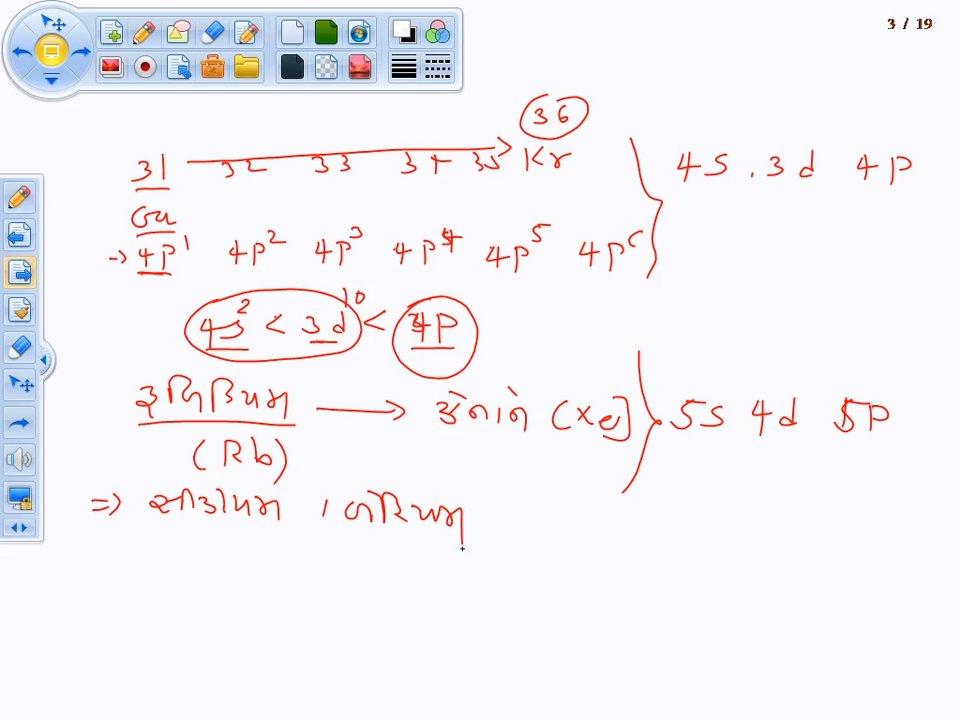 3 / 19
36
31 32 33 34 35 Kr
4s . 3d 4p
Ga
→ 4p¹ 4p² 4p³ 4p⁴ 4p⁵ 4p⁶
4s² < 3d¹⁰ < 4p
રુબિડિયમ → ઝેનોન (Xe)
5s 4d 5p
(Rb)
⇒ સીઝીયમ , બેરિયમ